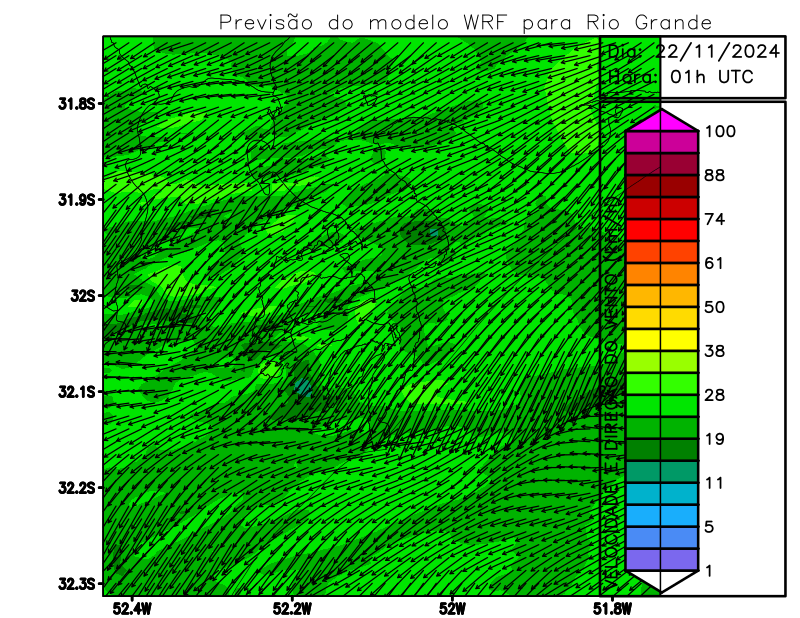 Previsão do modelo WRF para Rio Grande
Dia: 22/11/2024
Hora: 01h UTC
31.8S
31.9S
32S
32.1S
32.2S
32.3S
52.4W
52.2W
52W
51.8W
VELOCIDADE E DIREÇÃO DO VENTO (km/h)
100
88
74
61
50
38
28
19
11
5
1